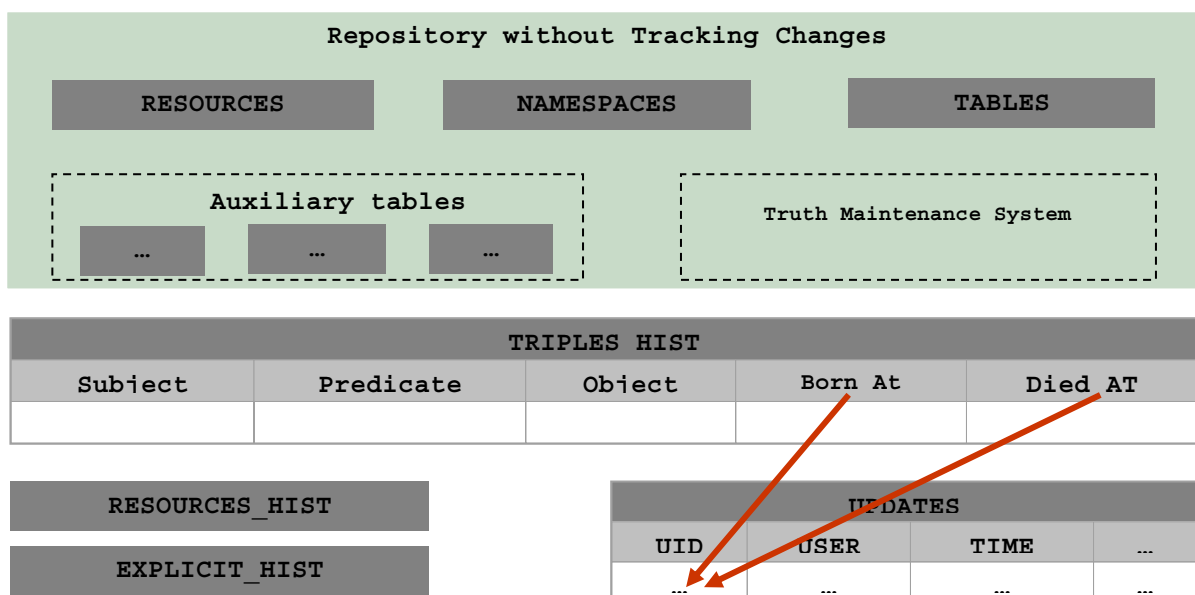 Repository without Tracking Changes
RESOURCES NAMESPACES TABLES
Auxiliary tables
Truth Maintenance System
… … …
TRIPLES HIST
Subject Predicate Object Born At Died AT
RESOURCES_HIST
UPDATES
UID USER TIME …
EXPLICIT_HIST
… … … …